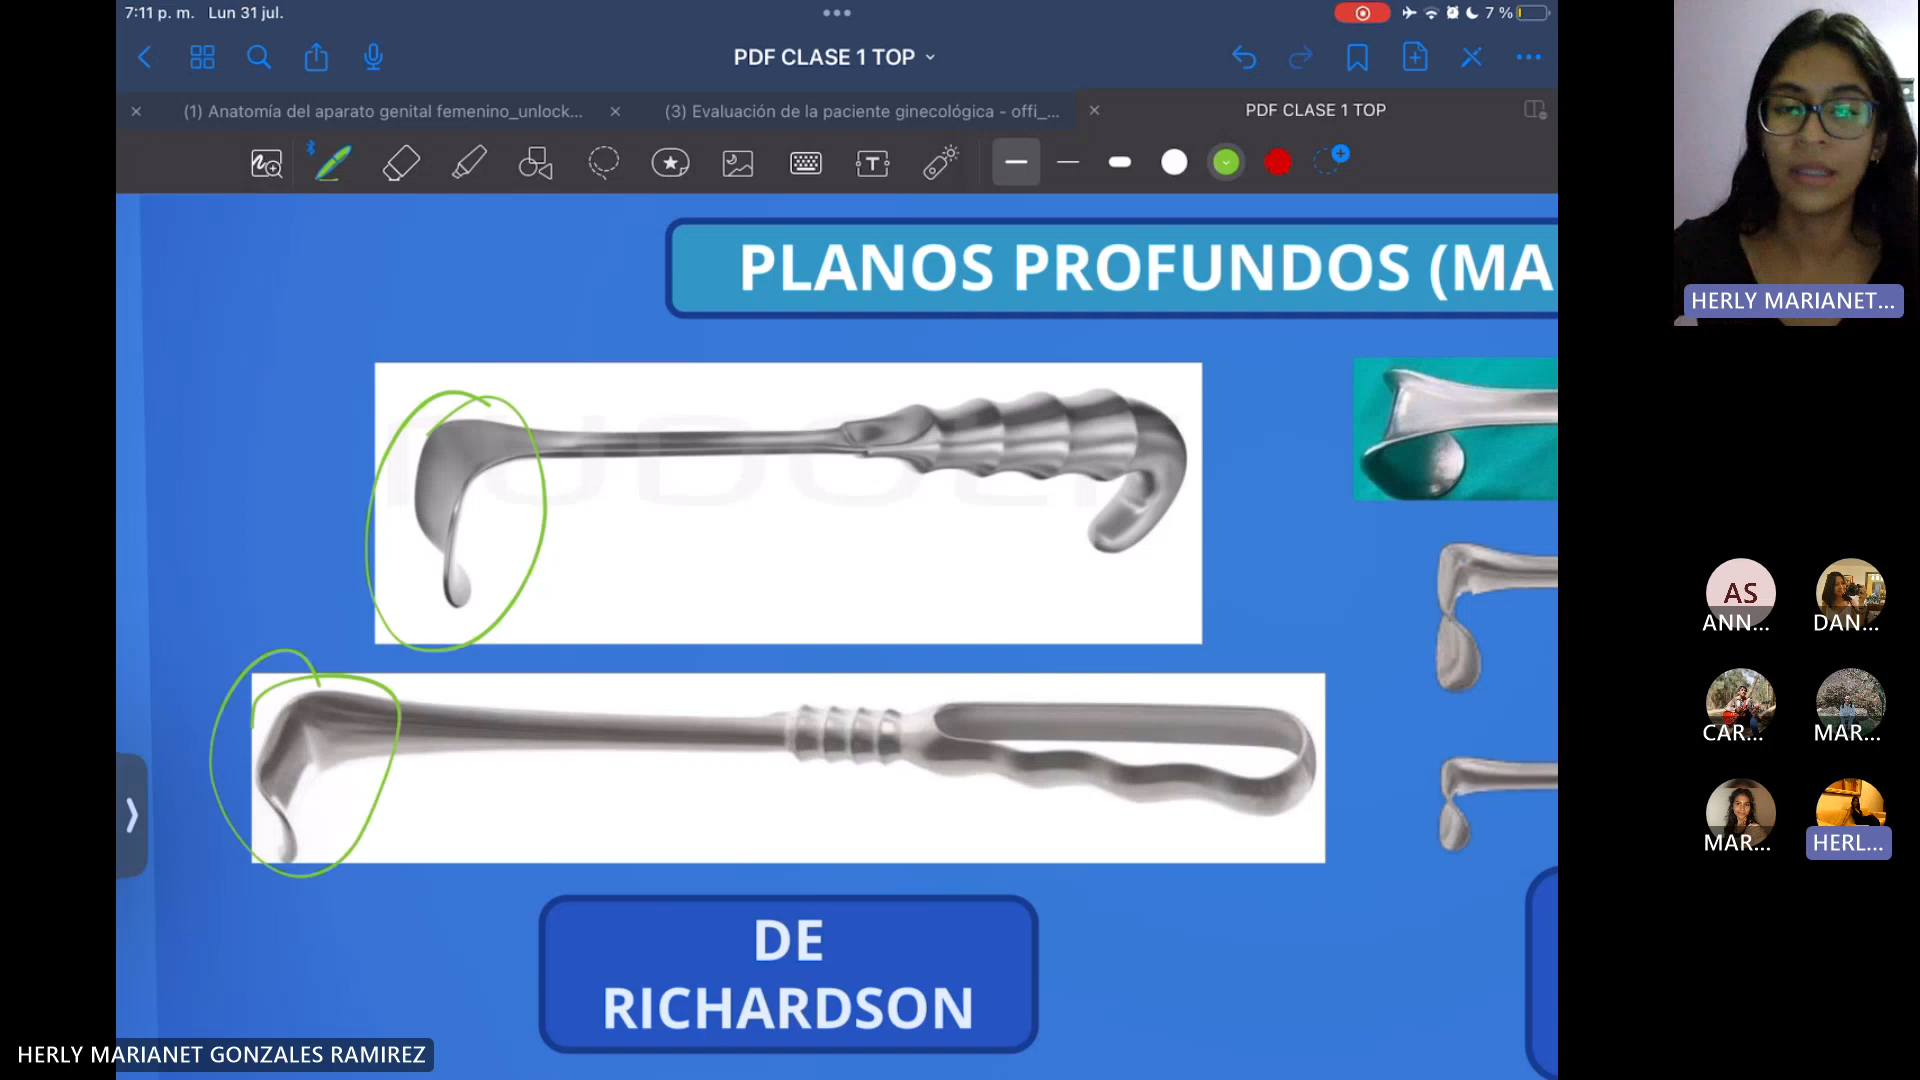 7:11 p. m. Lun 31 jul.
7 %
PDF CLASE 1 TOP
(1) Anatomía del aparato genital femenino_unlock...
(3) Evaluación de la paciente ginecológica - offi_...
PDF CLASE 1 TOP
PLANOS PROFUNDOS (MA
DE
RICHARDSON
HERLY MARIANET...
AS
ANN...
DAN...
CAR...
MAR...
MAR...
HERL...
HERLY MARIANET GONZALES RAMIREZ